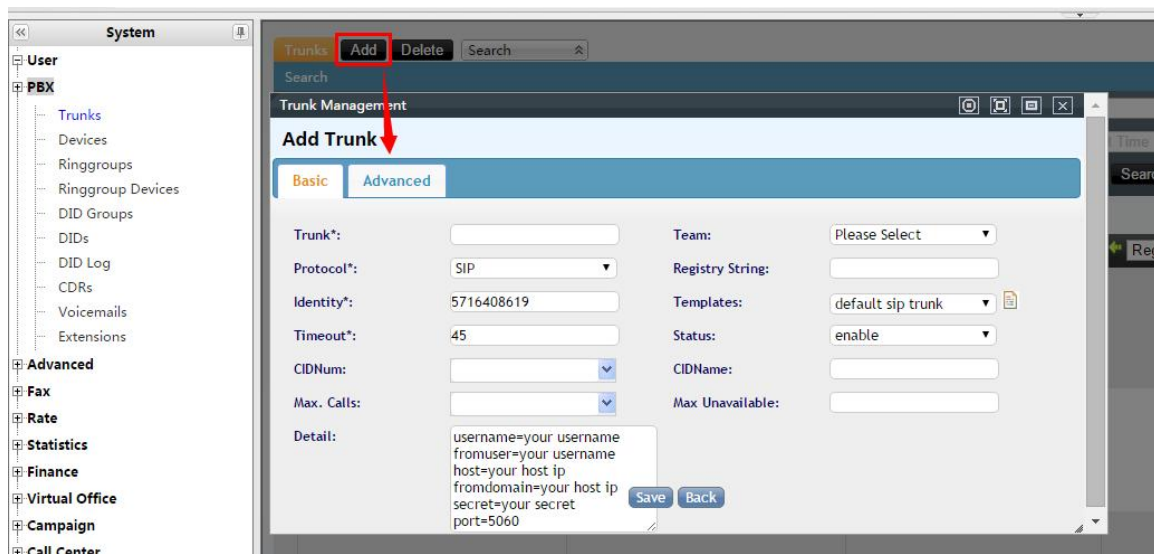 System
User
PBX
Trunks
Devices
Ringgroups
Ringgroup Devices
DID Groups
DIDs
DID Log
CDRs
Voicemails
Extensions
Advanced
Fax
Rate
Statistics
Finance
Virtual Office
Campaign
Call Center
Trunks Add Delete Search
Search
Trunk Management
Add Trunk
Basic Advanced
Trunk*: Team: Please Select
Protocol*: SIP Registry String:
Identity*: 5716408619 Templates: default sip trunk
Timeout*: 45 Status: enable
CIDNum: CIDName:
Max. Calls: Max Unavailable:
Detail: username=your username
fromuser=your username
host=your host ip
fromdomain=your host ip
secret=your secret
port=5060
Save Back
Time